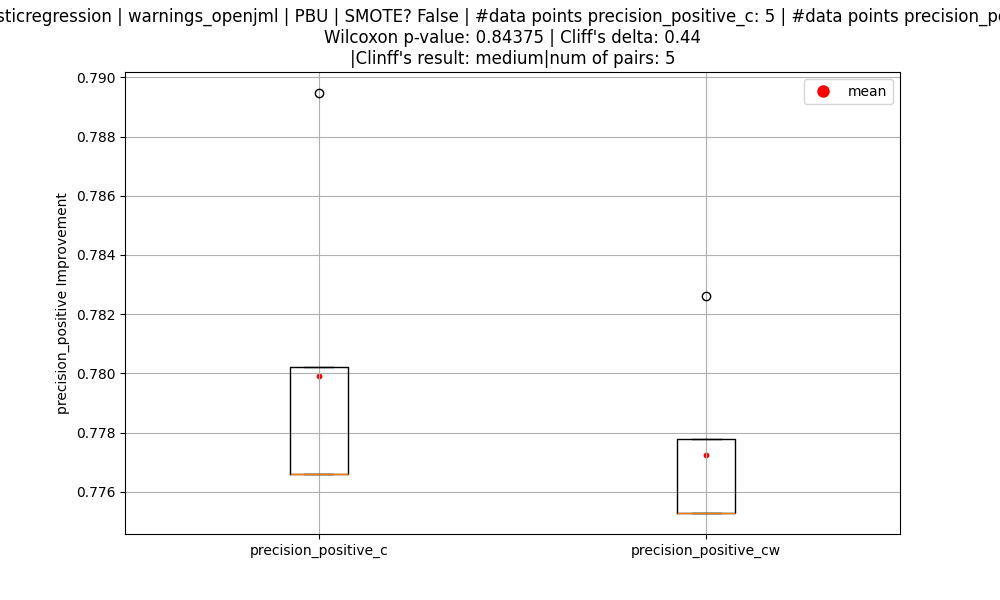 sticregression | warnings_openjml | PBU | SMOTE? False | #data points precision_positive_c: 5 | #data points
Wilcoxon p-value: 0.84375 | Cliff's delta: 0.44
|Clinff's result: medium|num of pairs: 5
0.790
mean
0.788
0.786
0.784
0.782
0.780
0.778
0.776
precision_positive Improvement
precision_positive_c
precision_positive_cw